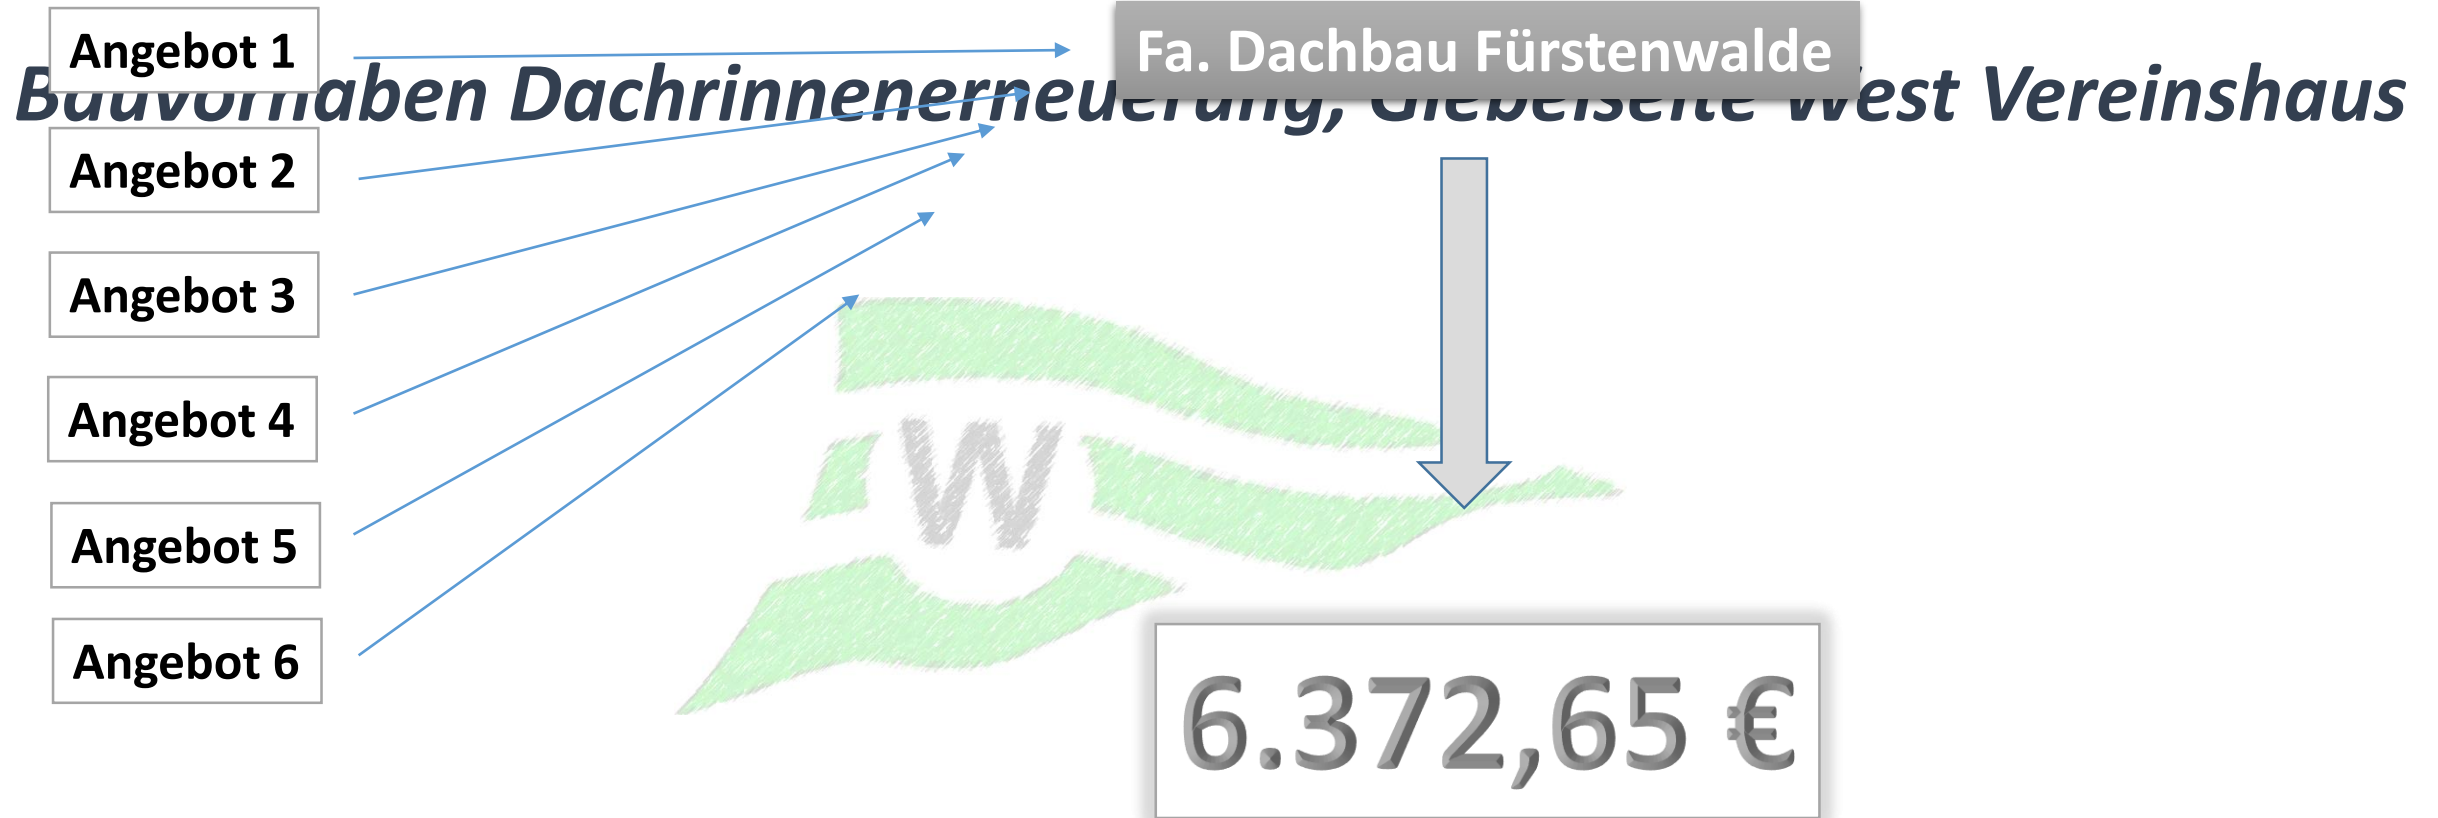 Angebot 1
Fa. Dachbau Fürstenwalde
Bauvorhaben Dachrinnenerneuerung, Giebelseite West Vereinshaus
Angebot 2
Angebot 3
Angebot 4
W
Angebot 5
Angebot 6
6.372,65 €